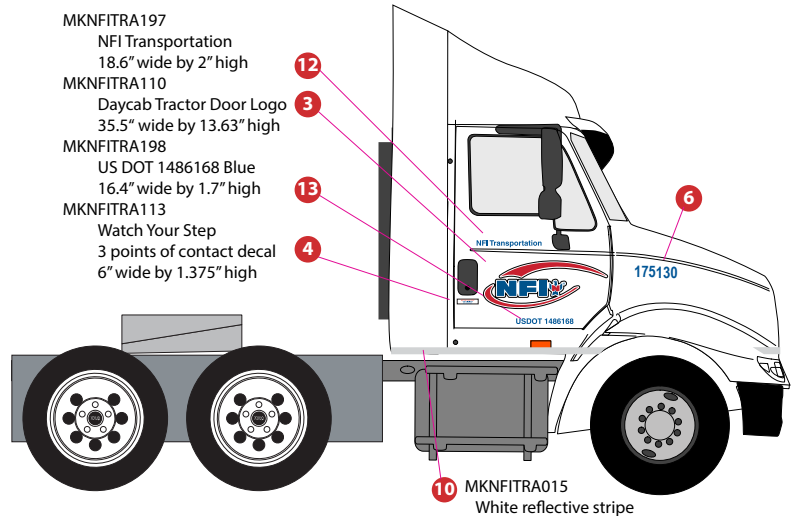 MKNFITRA197
NFI Transportation
18.6” wide by 2” high
MKNFITRA110
Daycab Tractor Door Logo
35.5“ wide by 13.63” high
MKNFITRA198
US DOT 1486168 Blue
16.4” wide by 1.7” high
MKNFITRA113
Watch Your Step
3 points of contact decal
6” wide by 1.375” high
12
3
13
4
6
NFI Transportation
175130
NFI
USDOT 1486168
10
MKNFITRA015
White reflective stripe